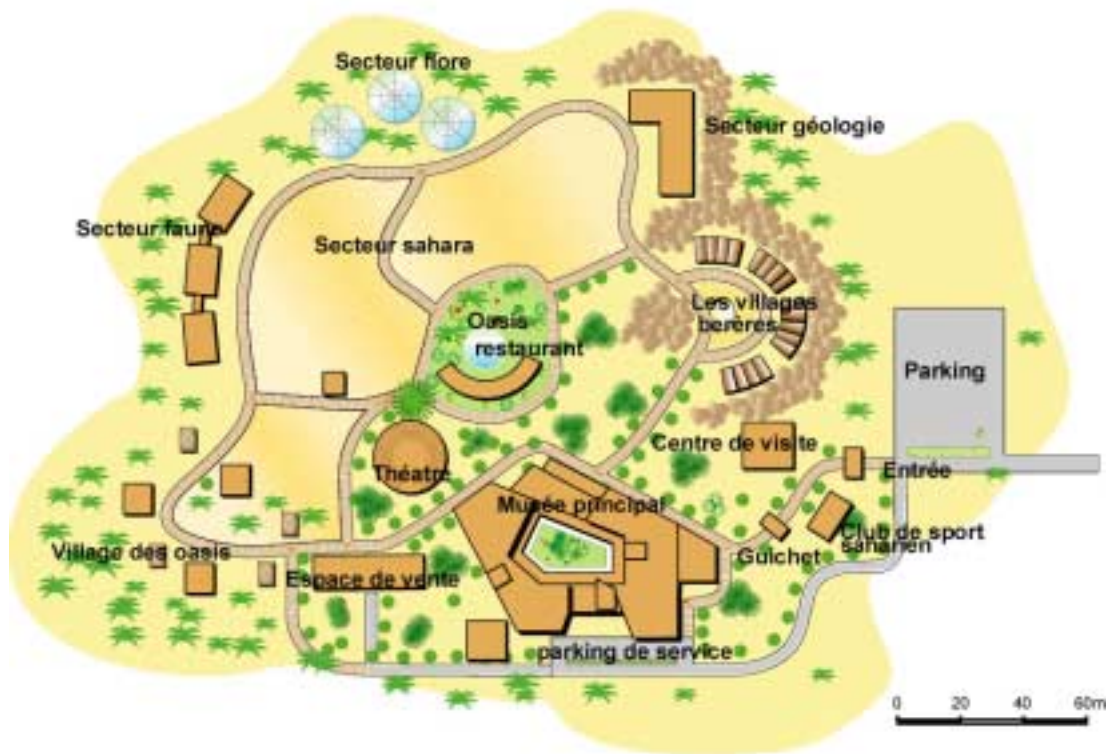 Secteur flore
Secteur géologie
Secteur faune
Secteur sahara
Les villages
berères
Oasis
restaurant
Parking
Centre de visite
Théatre
Entrée
Musée principal
Club de sport
saharien
Guichet
Village des oasis
Espace de vente
parking de service
0 20 40 60m